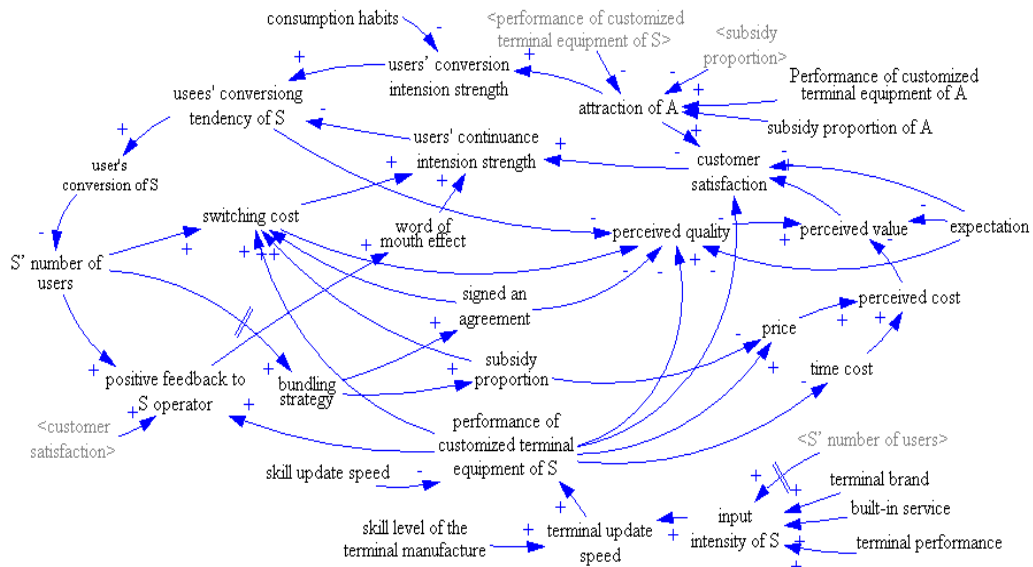 consumption habits
<performance of customized
terminal equipment of S>
<subsidy
proportion>
users' conversion
intension strength
Performance of customized
terminal equipment of A
usees' conversiong
tendency of S
attraction of A
subsidy proportion of A
users' continuance
intension strength
customer
satisfaction
user's
conversion of S
switching cost
word of
mouth effect
perceived quality
perceived value
expectation
S' number of
users
signed an
agreement
perceived cost
price
subsidy
proportion
time cost
positive feedback to
S operator
bundling
strategy
performance of
customized terminal
equipment of S
<customer
satisfaction>
<S' number of users>
skill update speed
terminal brand
built-in service
skill level of the
terminal manufacture
terminal update
speed
input
intensity of S
terminal performance